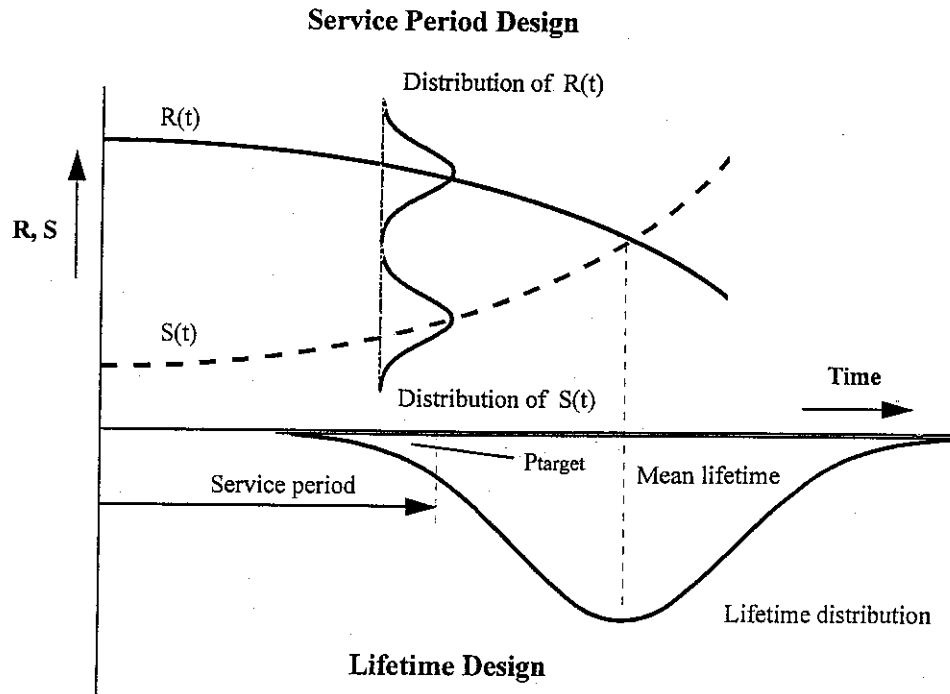 Service Period Design
Distribution of R(t)
R(t)
R, S
S(t)
Time
Distribution of S(t)
Ptarget
Service period
Mean lifetime
Lifetime distribution
Lifetime Design